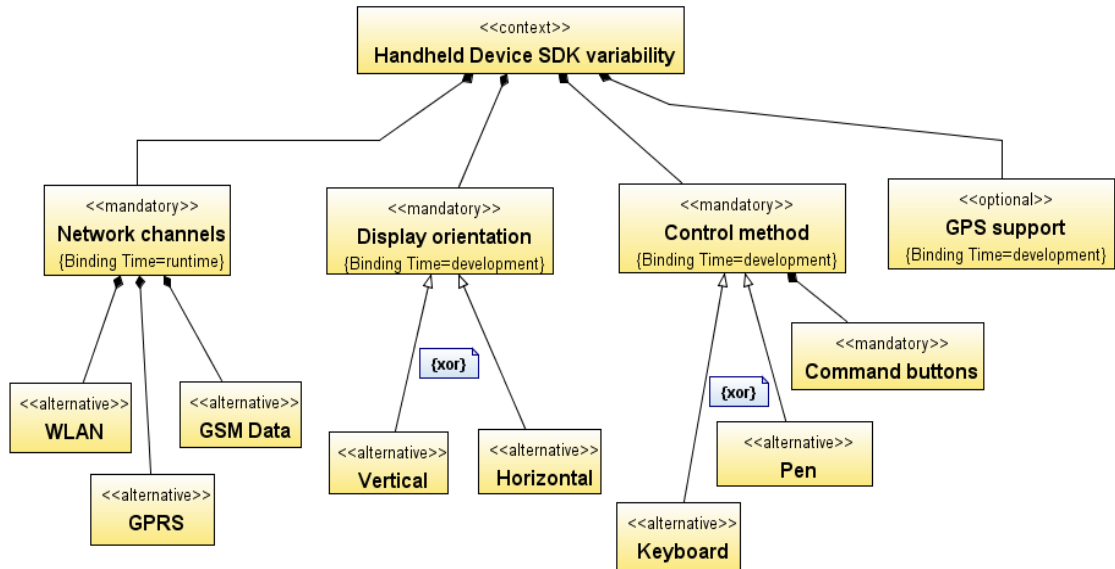 <<context>>
Handheld Device SDK variability
<<mandatory>>
Network channels
{Binding Time=runtime}
<<mandatory>>
Display orientation
{Binding Time=development}
<<mandatory>>
Control method
{Binding Time=development}
<<optional>>
GPS support
{Binding Time=development}
<<alternative>>
WLAN
<<alternative>>
GSM Data
<<alternative>>
GPRS
{xor}
<<alternative>>
Vertical
<<alternative>>
Horizontal
{xor}
<<mandatory>>
Command buttons
<<alternative>>
Pen
<<alternative>>
Keyboard